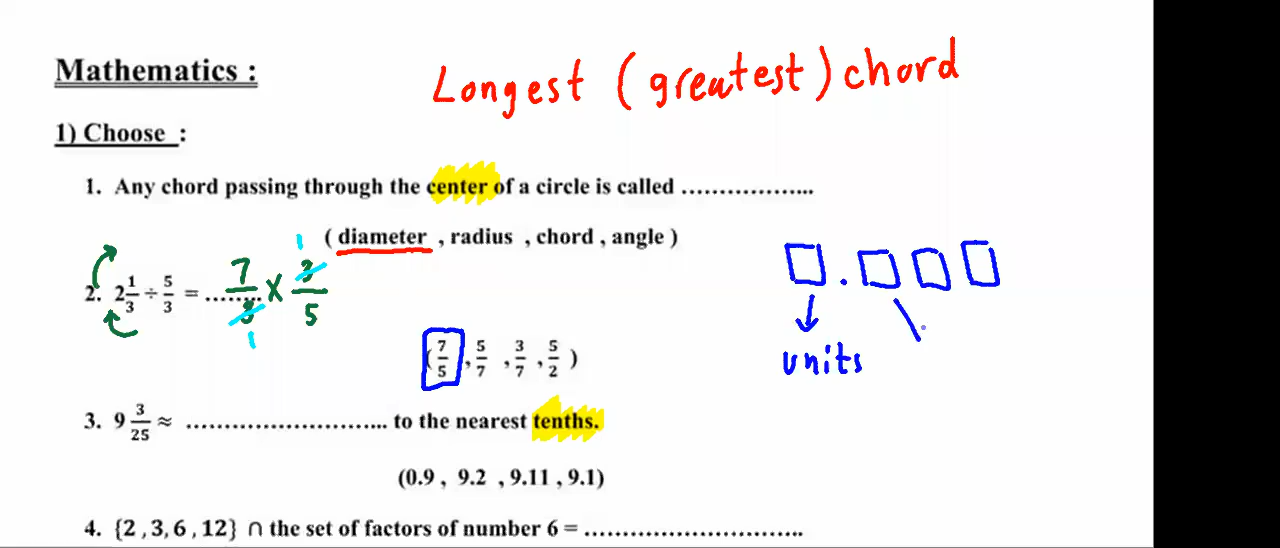 Mathematics :
Longest (greatest) chord
1) Choose :
1. Any chord passing through the center of a circle is called ………………..
( diameter , radius , chord , angle )
2. 2 1/3 ÷ 5/3 = ……… 7/3 × 3/5
1
1
units
( 7/5 , 5/7 , 3/7 , 5/2 )
3. 9 3/25 ≈ …………………………. to the nearest tenths.
(0.9 , 9.2 , 9.11 , 9.1)
4. {2 , 3, 6 , 12} ∩ the set of factors of number 6 = ……………………………..